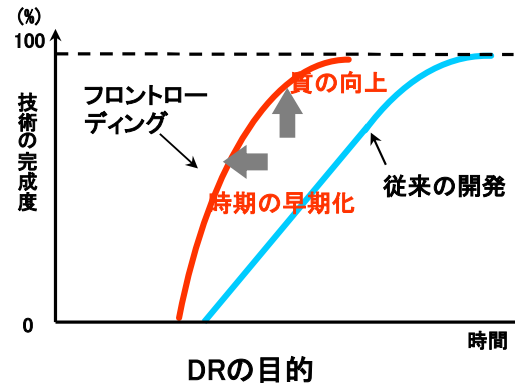 (%)
100
技術の完成度
0
フロントロー
ディング
質の向上
時期の早期化
従来の開発
時間
DRの目的